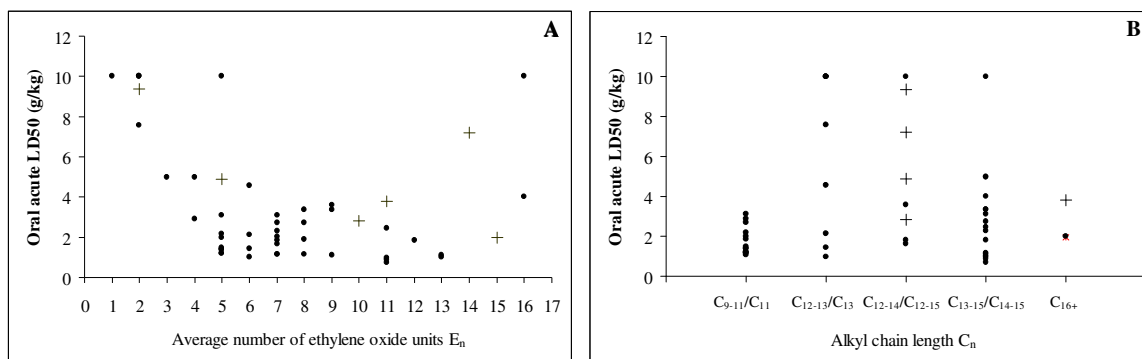 A
Oral acute LD50 (g/kg)
12
10
8
6
4
2
0
0 1 2 3 4 5 6 7 8 9 10 11 12 13 14 15 16 17
Average number of ethylene oxide units Eₙ
B
Oral acute LD50 (g/kg)
12
10
8
6
4
2
0
C₉₋₁₁/C₁₁ C₁₂₋₁₃/C₁₃ C₁₂₋₁₄/C₁₂₋₁₅ C₁₃₋₁₅/C₁₄₋₁₅ C₁₆₊
Alkyl chain length Cₙ